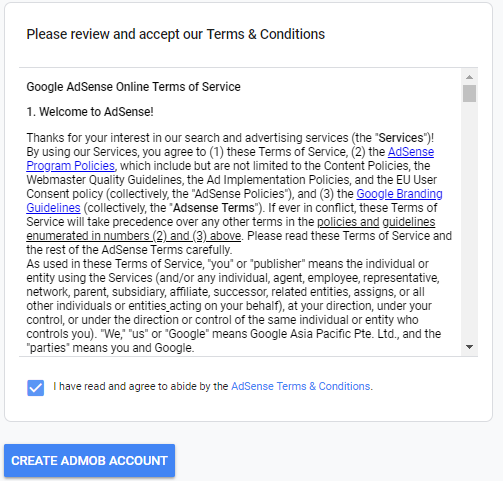 Please review and accept our Terms & Conditions
Google AdSense Online Terms of Service
1. Welcome to AdSense!
Thanks for your interest in our search and advertising services (the "Services")!
By using our Services, you agree to (1) these Terms of Service, (2) the AdSense
Program Policies, which include but are not limited to the Content Policies, the
Webmaster Quality Guidelines, the Ad Implementation Policies, and the EU User
Consent policy (collectively, the "AdSense Policies"), and (3) the Google Branding
Guidelines (collectively, the "Adsense Terms"). If ever in conflict, these Terms of
Service will take precedence over any other terms in the policies and guidelines
enumerated in numbers (2) and (3) above. Please read these Terms of Service and
the rest of the AdSense Terms carefully.
As used in these Terms of Service, "you" or "publisher" means the individual or
entity using the Services (and/or any individual, agent, employee, representative,
network, parent, subsidiary, affiliate, successor, related entities, assigns, or all
other individuals or entities acting on your behalf), at your direction, under your
control, or under the direction or control of the same individual or entity who
controls you). "We," "us" or "Google" means Google Asia Pacific Pte. Ltd., and the
"parties" means you and Google.
I have read and agree to abide by the AdSense Terms & Conditions.
CREATE ADMOB ACCOUNT